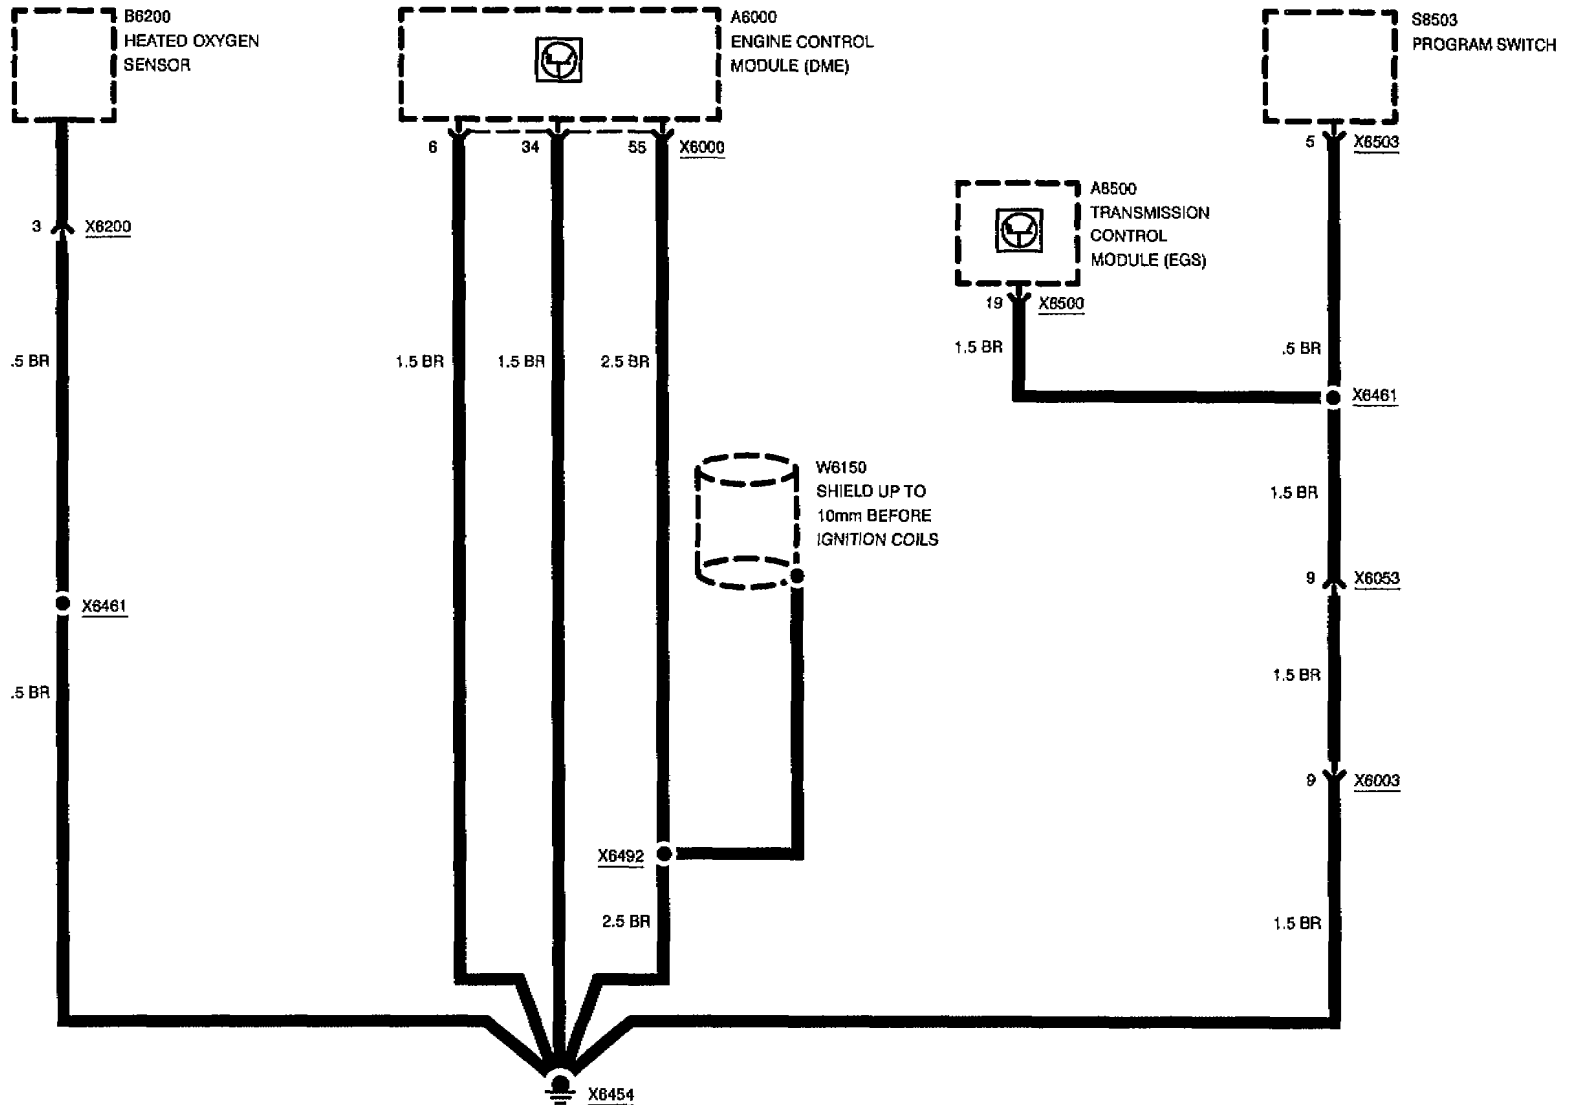 B6200
HEATED OXYGEN
SENSOR
A6000
ENGINE CONTROL
MODULE (DME)
S8503
PROGRAM SWITCH
6
34
55
X6000
5
X8503
A8500
TRANSMISSION
CONTROL
MODULE (EGS)
3
X6200
19
X8500
.5 BR
1.5 BR
1.5 BR
2.5 BR
1.5 BR
.5 BR
X6461
W6150
SHIELD UP TO
10mm BEFORE
IGNITION COILS
1.5 BR
9
X6053
X6461
.5 BR
1.5 BR
9
X6003
X6492
2.5 BR
1.5 BR
X6454